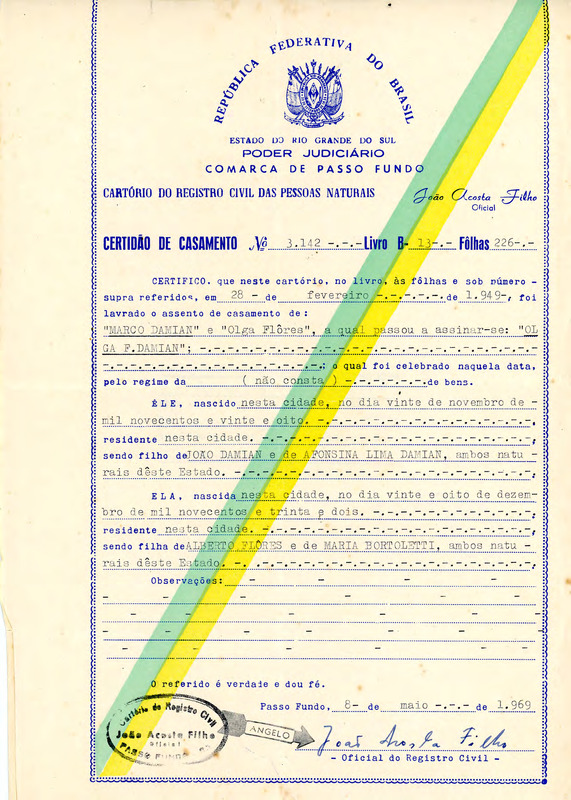 REPÚBLICA FEDERATIVA DO BRASIL
ESTADO DO RIO GRANDE DO SUL
PODER JUDICIÁRIO
COMARCA DE PASSO FUNDO
CARTÓRIO DO REGISTRO CIVIL DAS PESSOAS NATURAIS João Acosta Filho
Oficial
CERTIDÃO DE CASAMENTO Nº 3.142 -.-.- Livro B- 13-.- Fôlhas 226-.-
CERTIFICO, que neste cartório, no livro, às fôlhas e sob número -
supra referidos, em 28 - de fevereiro -.-.-.-.-. de 1.949-, foi
lavrado o assento de casamento de:
"MARCO DAMIAN" e "Olga Flôres", a qual passou a assinar-se: "OL
GA F.DAMIAN"; -.-.-.-.-.-.-.-.-.-.-.-.-.-.-.-.-.-.-.-.-.-.-.-.
-.-.-.-.-.-.-.-.-.-.-.-.-.-.-.; o qual foi celebrado naquela data,
pelo regime da ( não consta ) -.-.-.-.-.de bens.
ÊLE, nascido nesta cidade, no dia vinte de novembro de -
mil novecentos e vinte e oito. -.-.-.-.-.-.-.-.-.-.-.-.-.-.-.
residente nesta cidade. -.-.-.-.-.-.-.-.-.-.-.-.-.-.-.-.-.-.,
sendo filho de JOÃO DAMIAN e de AFONSINA LIMA DAMIAN, ambos natu
rais dêste Estado. -.-.-.-.-.-.-.-.-.-.-.-.-.-.-.-.-.-.-.-.,
ELA, nascida nesta cidade, no dia vinte e oito de dezem-
bro de mil novecentos e trinta e dois. -.-.-.-.-.-.-.-.-.-.-.,
residente nesta cidade. -.-.-.-.-.-.-.-.-.-.-.-.-.-.-.-.-.-.,
sendo filha de ALBERTO FLORES e de MARIA BORTOLETTI, ambos natu
rais dêste Estado. -.-.-.-.-.-.-.-.-.-.-.-.-.-.-.-.-.-.-.-.,
Observações: - - - - -
- - - - - - -
- - - - - -
- - - - - - -
- - - - - -
O referido é verdade e dou fé.
Passo Fundo, 8- de maio -.-.- de 1.969
Cartório do Registro Civil
João Acosta Filho
Oficial
PASSO FUNDO
ANGELO
João Acosta Filho
- Oficial do Registro Civil -